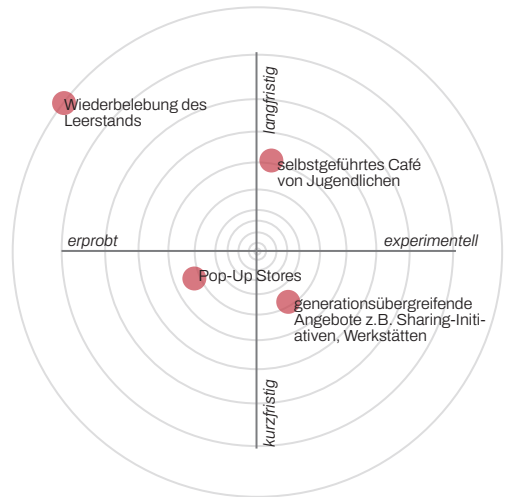 langfristig
Wiederbelebung des
Leerstands
selbstgeführtes Café
von Jugendlichen
erprobt
experimentell
Pop-Up Stores
generationsübergreifende
Angebote z.B. Sharing-Initi-
ativen, Werkstätten
kurzfristig